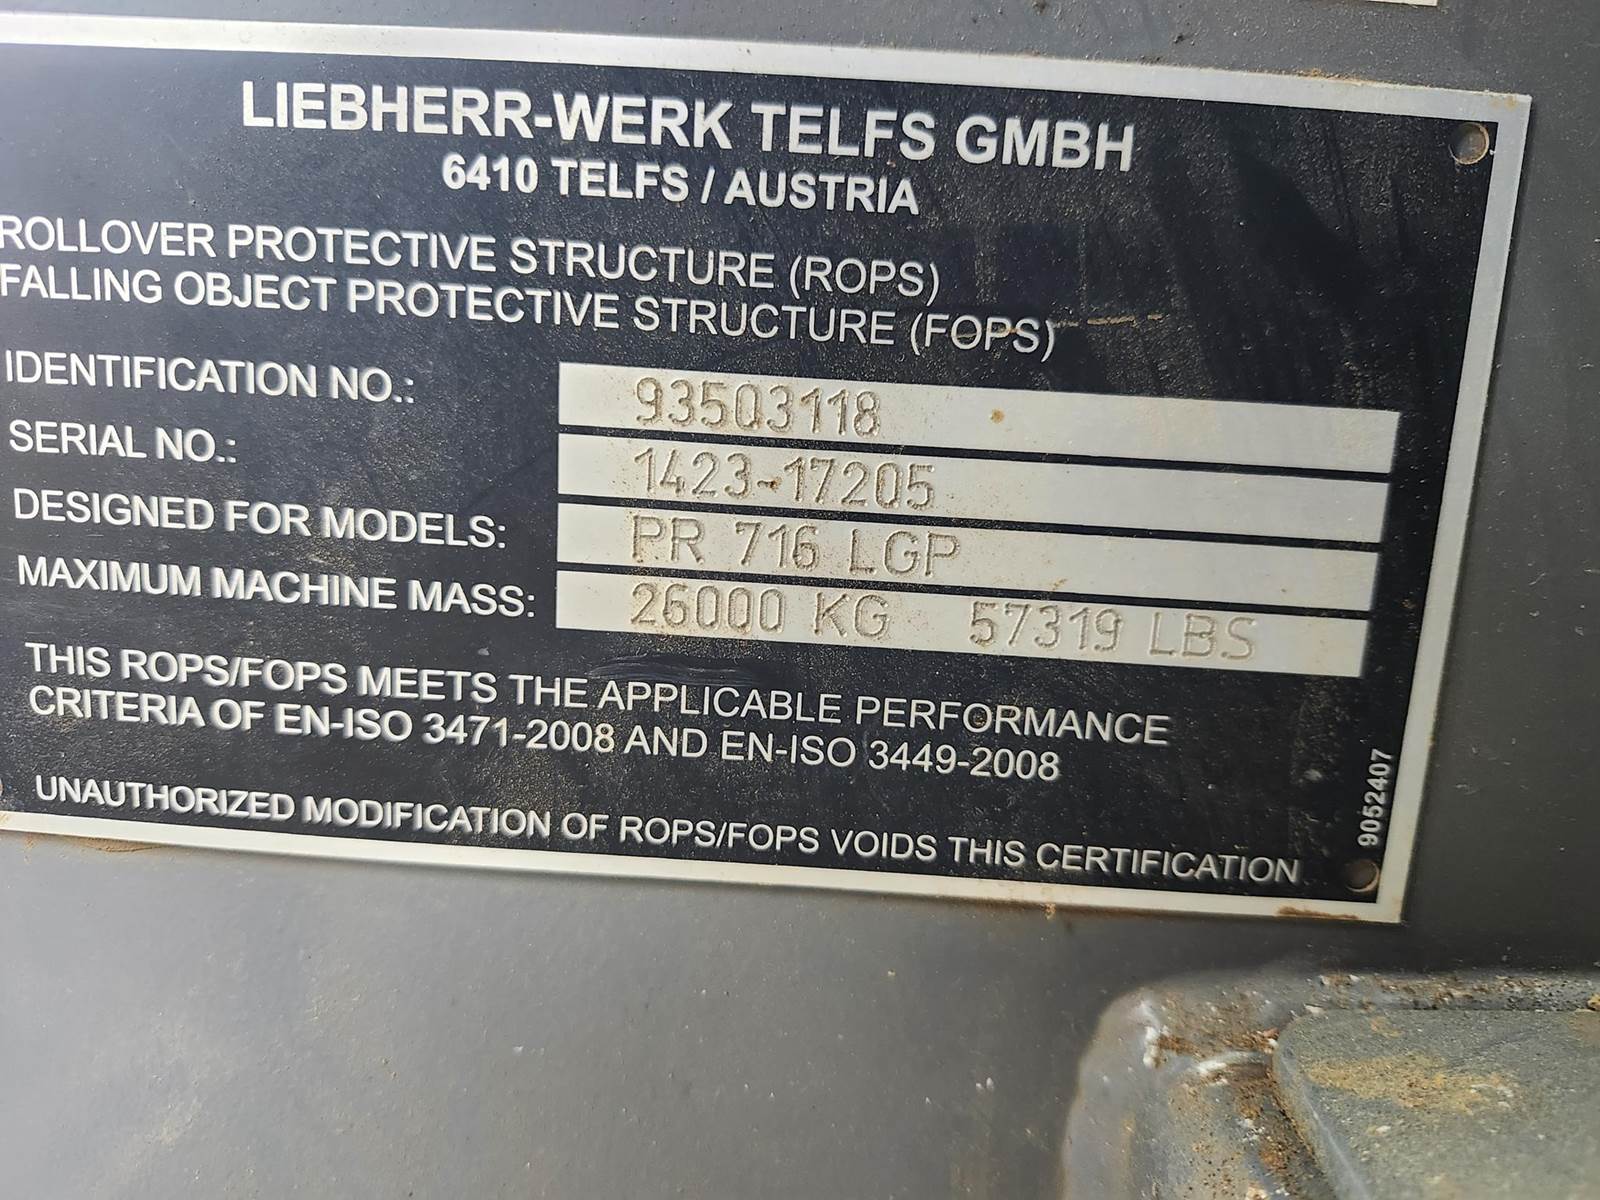 LIEBHERR-WERK TELFS GMBH
6410 TELFS / AUSTRIA
ROLLOVER PROTECTIVE STRUCTURE (ROPS)
FALLING OBJECT PROTECTIVE STRUCTURE (FOPS)
IDENTIFICATION NO.: 93503118
SERIAL NO.: 1423-17205
DESIGNED FOR MODELS: PR 716 LGP
MAXIMUM MACHINE MASS: 26000 KG 57319 LBS
THIS ROPS/FOPS MEETS THE APPLICABLE PERFORMANCE
CRITERIA OF EN-ISO 3471-2008 AND EN-ISO 3449-2008
UNAUTHORIZED MODIFICATION OF ROPS/FOPS VOIDS THIS CERTIFICATION
9052407